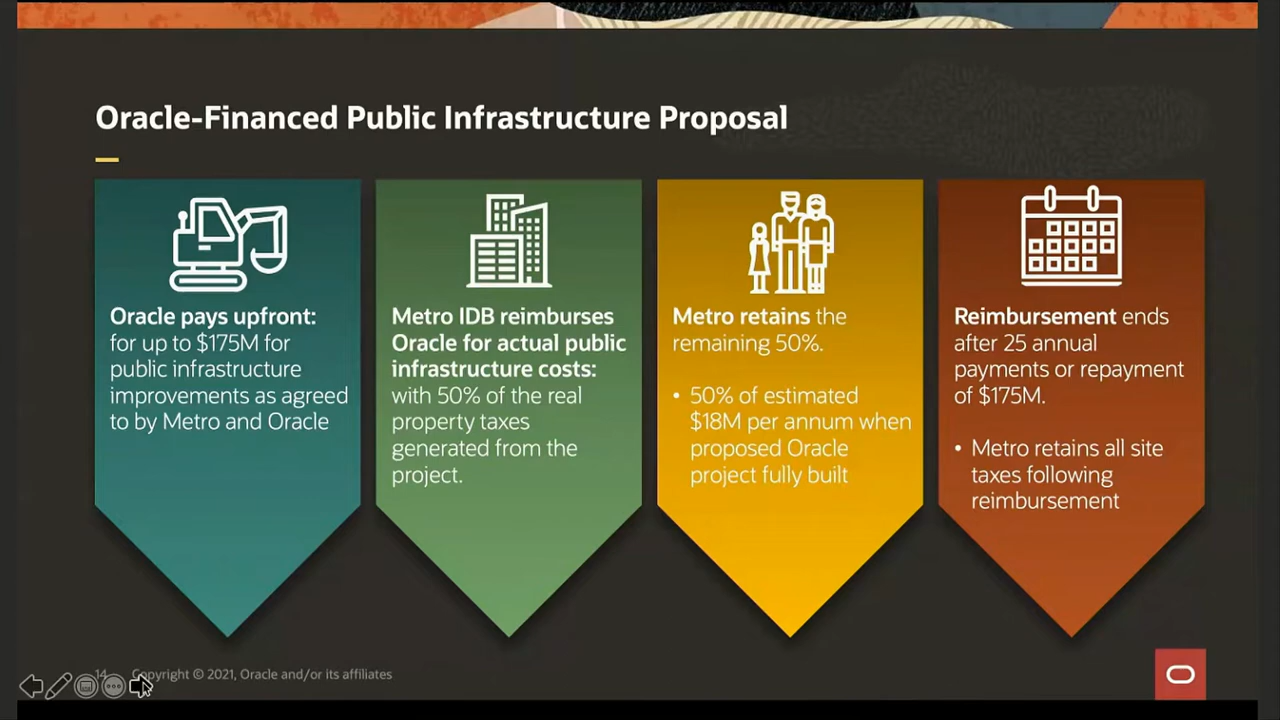 Oracle-Financed Public Infrastructure Proposal
Oracle pays upfront:
for up to $175M for
public infrastructure
improvements as agreed
to by Metro and Oracle
Metro IDB reimburses
Oracle for actual public
infrastructure costs:
with 50% of the real
property taxes
generated from the
project.
Metro retains the
remaining 50%.
• 50% of estimated
$18M per annum when
proposed Oracle
project fully built
Reimbursement ends
after 25 annual
payments or repayment
of $175M.
• Metro retains all site
taxes following
reimbursement
14 Copyright © 2021, Oracle and/or its affiliates